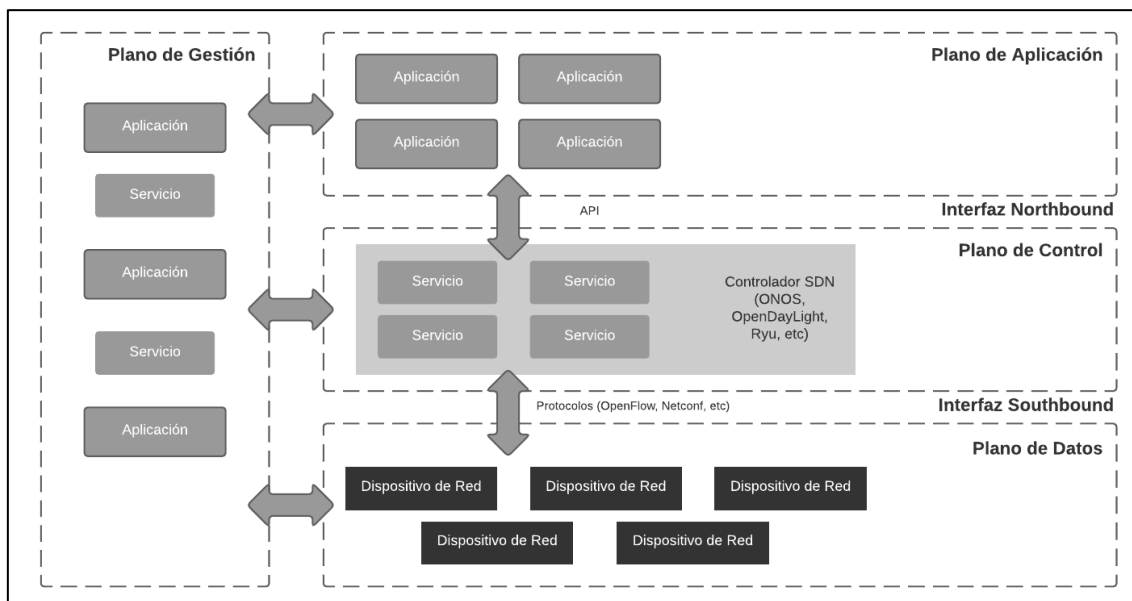 Plano de Gestión
Aplicación
Servicio
Aplicación
Servicio
Aplicación
Plano de Aplicación
Aplicación
Aplicación
Aplicación
Aplicación
API
Interfaz Northbound
Plano de Control
Servicio
Servicio
Servicio
Servicio
Controlador SDN
(ONOS,
OpenDayLight,
Ryu, etc)
Protocolos (OpenFlow, Netconf, etc)
Interfaz Southbound
Plano de Datos
Dispositivo de Red
Dispositivo de Red
Dispositivo de Red
Dispositivo de Red
Dispositivo de Red